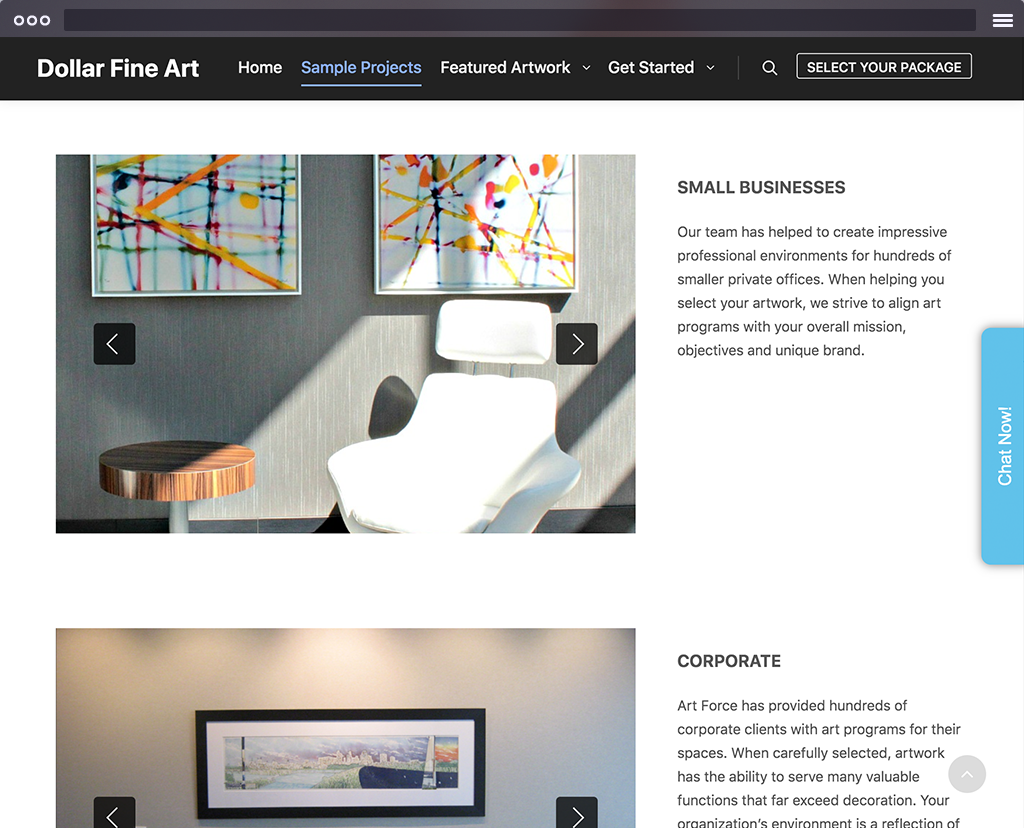 Dollar Fine Art Home Sample Projects Featured Artwork Get Started SELECT YOUR PACKAGE
SMALL BUSINESSES
Our team has helped to create impressive
professional environments for hundreds of
smaller private offices. When helping you
select your artwork, we strive to align art
programs with your overall mission,
objectives and unique brand.
Chat Now!
CORPORATE
Art Force has provided hundreds of
corporate clients with art programs for their
spaces. When carefully selected, artwork
has the ability to serve many valuable
functions that far exceed decoration. Your
organization's environment is a reflection of